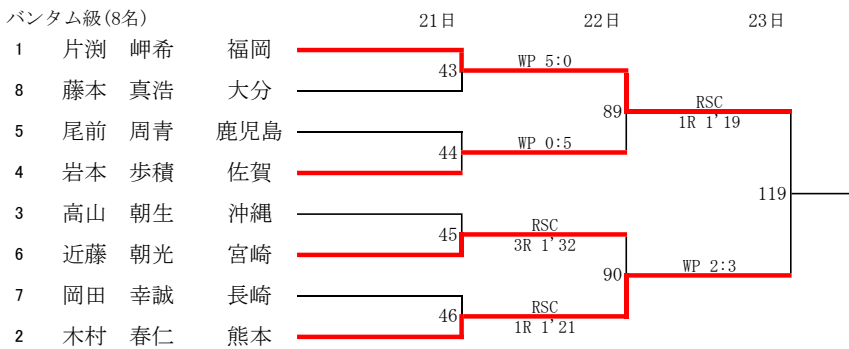 バンタム級(8名) 21日 22日 23日
1 片渕 岬希 福岡
43 WP 5:0
8 藤本 真浩 大分
89 RSC
1R 1'19
5 尾前 周青 鹿児島
44 WP 0:5
4 岩本 歩積 佐賀
119
3 高山 朝生 沖縄
45 RSC
3R 1'32
6 近藤 朝光 宮崎
90 WP 2:3
7 岡田 幸誠 長崎
46 RSC
1R 1'21
2 木村 春仁 熊本